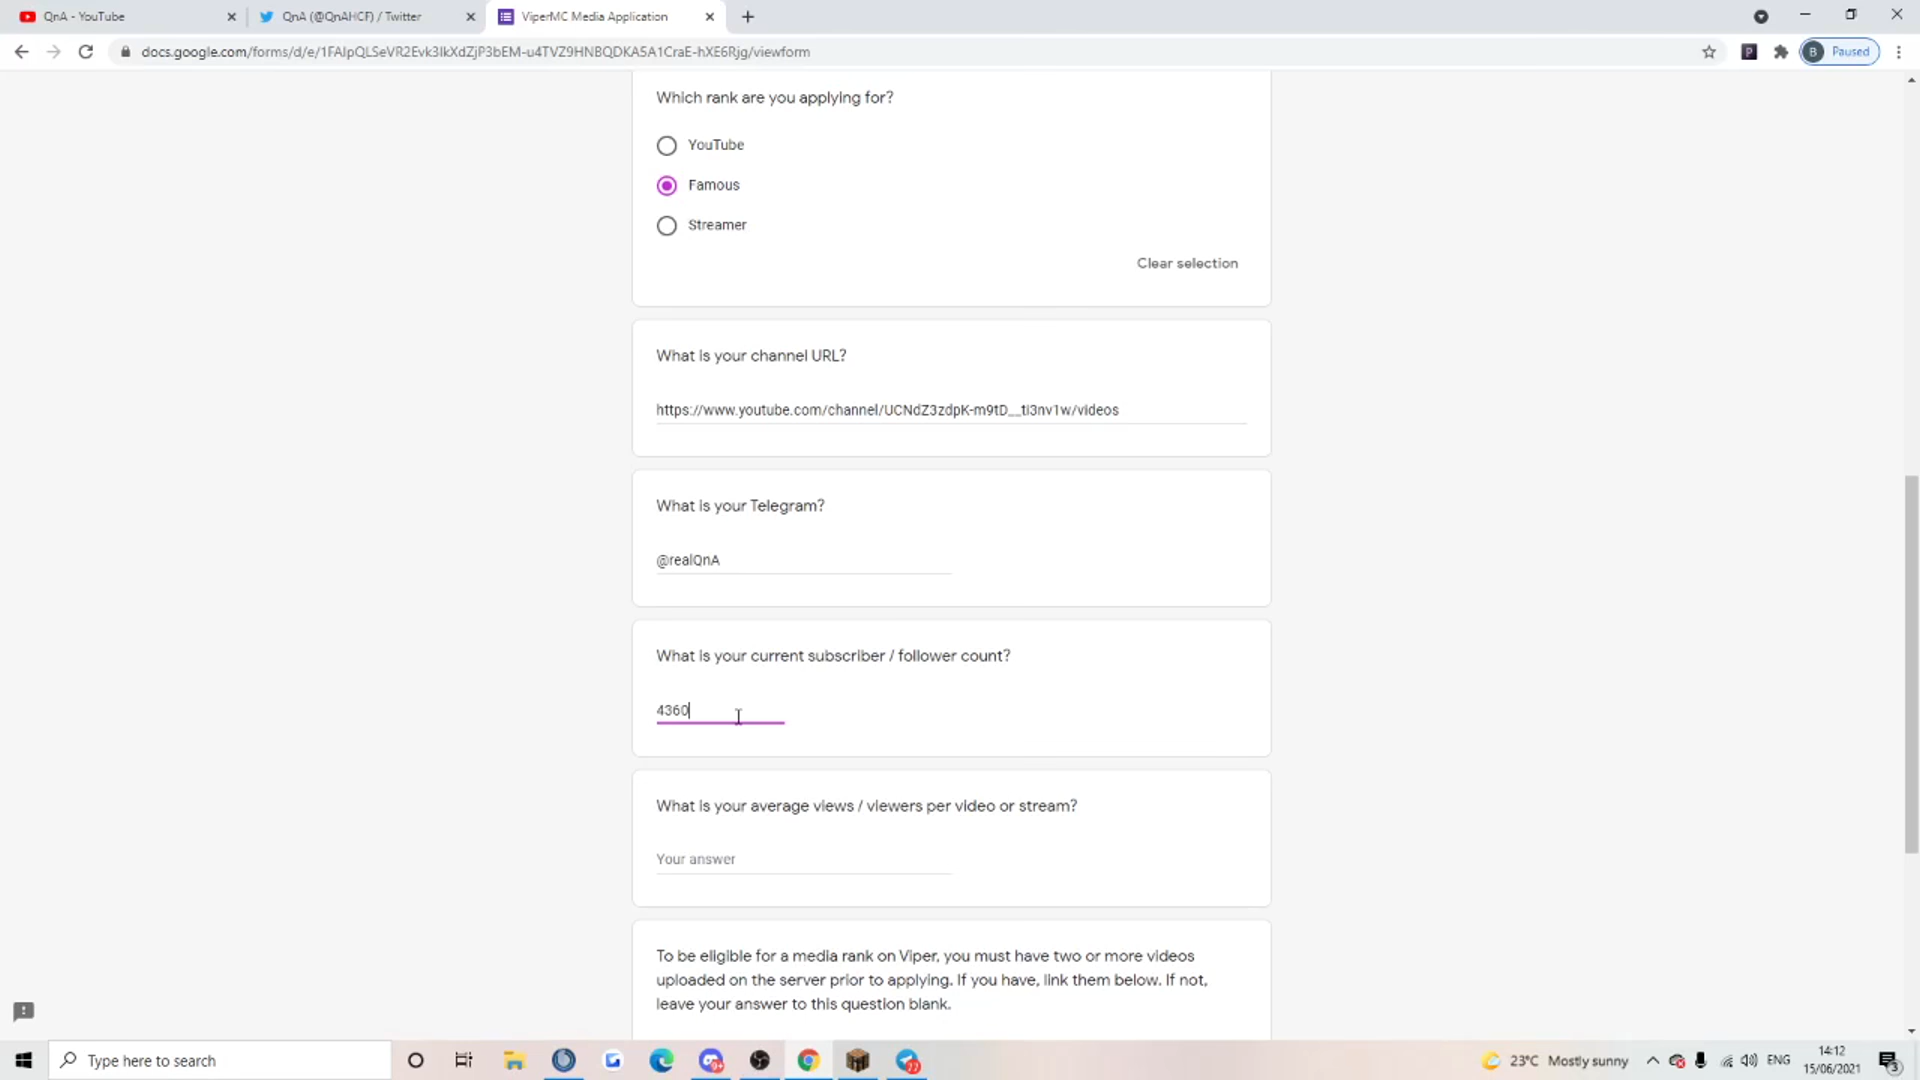 QnA - YouTube
QnA (@QnAHCF) / Twitter
ViperMC Media Application
docs.google.com/forms/d/e/1FAIpQLSeVR2Evk3IkXdZjP3bEM-u4TVZ9HNBQDKA5A1CraE-hXE6Rjg/viewform
P
B Paused
Which rank are you applying for?
YouTube
Famous
Streamer
Clear selection
What is your channel URL?
https://www.youtube.com/channel/UCNdZ3zdpK-m9tD__ti3nv1w/videos
What is your Telegram?
@realQnA
What is your current subscriber / follower count?
4360
What is your average views / viewers per video or stream?
Your answer
To be eligible for a media rank on Viper, you must have two or more videos
uploaded on the server prior to applying. If you have, link them below. If not,
leave your answer to this question blank.
Type here to search
23°C Mostly sunny
ENG
14:12
15/06/2021
3